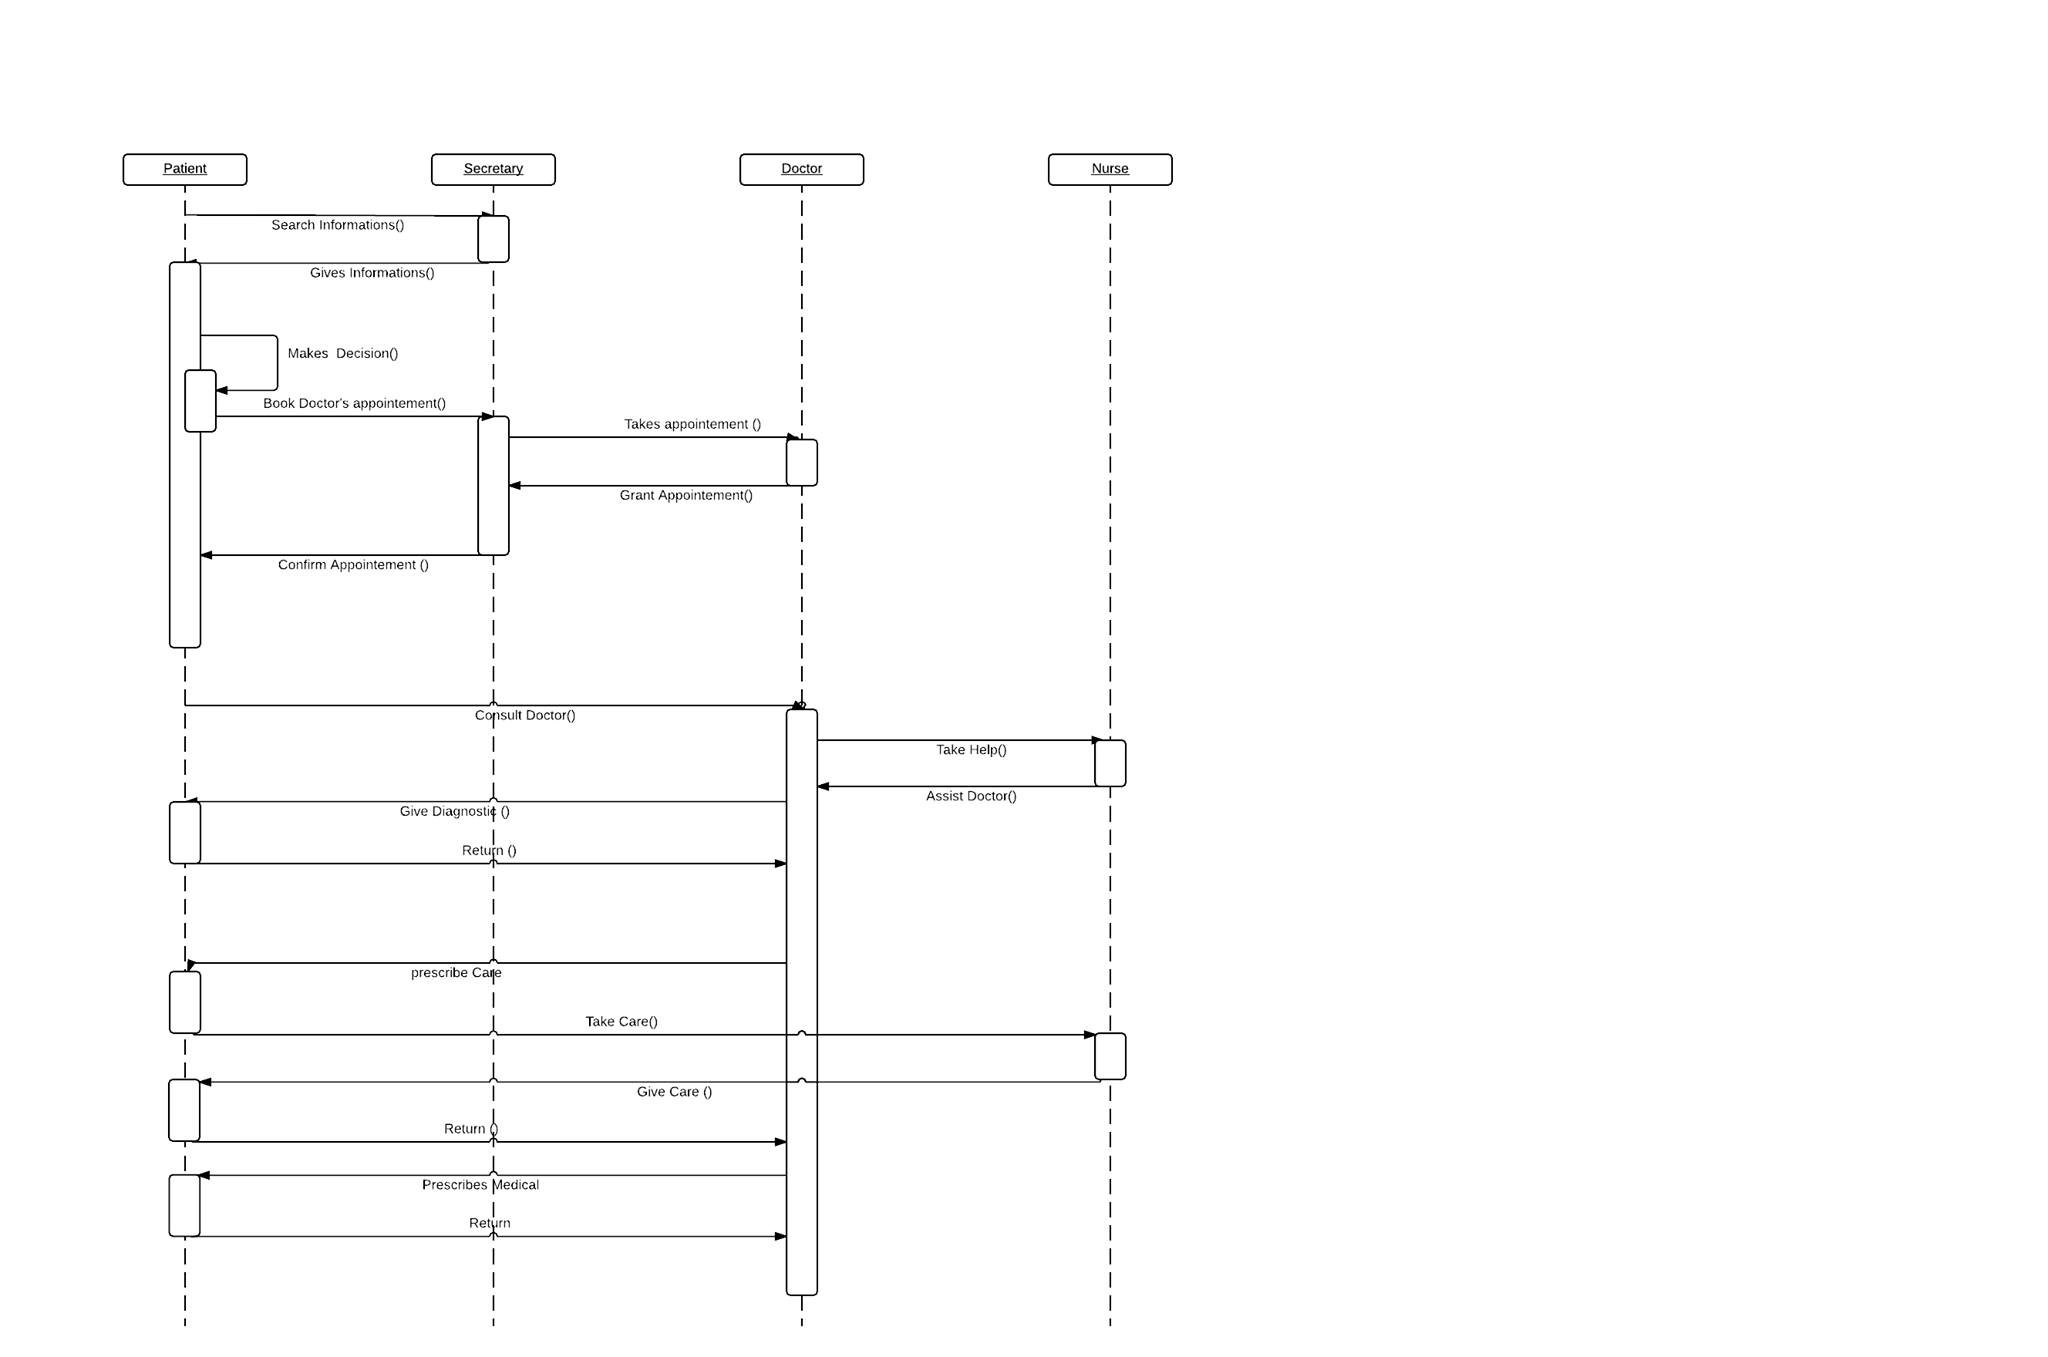 Patient
Secretary
Doctor
Nurse
Search Informations()
Gives Informations()
Makes  Decision()
Book Doctor's appointement()
Takes appointement ()
Grant Appointement()
Confirm Appointement ()
Consult Doctor()
Take Help()
Assist Doctor()
Give Diagnostic ()
Return ()
prescribe Care
Take Care()
Give Care ()
Return ()
Prescribes Medical
Return